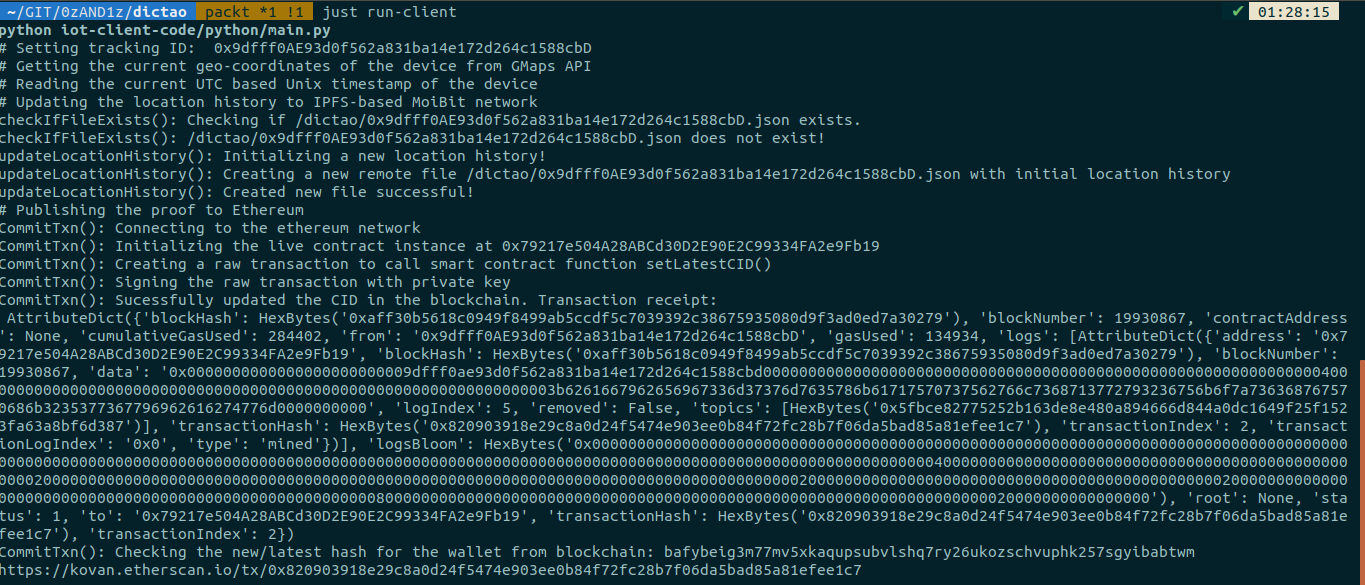 ~/GIT/0zAND1z/dictao packt *1 !1 just run-client ✔ 01:28:15
python iot-client-code/python/main.py
# Setting tracking ID:  0x9dfff0AE93d0f562a831ba14e172d264c1588cbD
# Getting the current geo-coordinates of the device from GMaps API
# Reading the current UTC based Unix timestamp of the device
# Updating the location history to IPFS-based MoiBit network
checkIfFileExists(): Checking if /dictao/0x9dfff0AE93d0f562a831ba14e172d264c1588cbD.json exists.
checkIfFileExists(): /dictao/0x9dfff0AE93d0f562a831ba14e172d264c1588cbD.json does not exist!
updateLocationHistory(): Initializing a new location history!
updateLocationHistory(): Creating a new remote file /dictao/0x9dfff0AE93d0f562a831ba14e172d264c1588cbD.json with initial location history
updateLocationHistory(): Created new file successful!
# Publishing the proof to Ethereum
CommitTxn(): Connecting to the ethereum network
CommitTxn(): Initializing the live contract instance at 0x79217e504A28ABCd30D2E90E2C99334FA2e9Fb19
CommitTxn(): Creating a raw transaction to call smart contract function setLatestCID()
CommitTxn(): Signing the raw transaction with private key
CommitTxn(): Sucessfully updated the CID in the blockchain. Transaction receipt:
AttributeDict({'blockHash': HexBytes('0xaff30b5618c0949f8499ab5ccdf5c7039392c38675935080d9f3ad0ed7a30279'), 'blockNumber': 19930867, 'contractAddress
': None, 'cumulativeGasUsed': 284402, 'from': '0x9dfff0AE93d0f562a831ba14e172d264c1588cbD', 'gasUsed': 134934, 'logs': [AttributeDict({'address': '0x7
9217e504A28ABCd30D2E90E2C99334FA2e9Fb19', 'blockHash': HexBytes('0xaff30b5618c0949f8499ab5ccdf5c7039392c38675935080d9f3ad0ed7a30279'), 'blockNumber':
19930867, 'data':
', 'logIndex': 5, 'removed': False, 'topics': [HexBytes('0x5fbce82775252b163de8e480a894666d844a0dc1649f25f152
3fa63a8bf6d387')], 'transactionHash': HexBytes('0x820903918e29c8a0d24f5474e903ee0b84f72fc28b7f06da5bad85a81efee1c7'), 'transactionIndex': 2, 'transact
ionLogIndex': '0x0', 'type': 'mined'})], 'logsBloom':
'), 'root': None, 'sta
tus': 1, 'to': '0x79217e504A28ABCd30D2E90E2C99334FA2e9Fb19', 'transactionHash': HexBytes('0x820903918e29c8a0d24f5474e903ee0b84f72fc28b7f06da5bad85a81e
fee1c7'), 'transactionIndex': 2})
CommitTxn(): Checking the new/latest hash for the wallet from blockchain: bafybeig3m77mv5xkaqupsubvlshq7ry26ukozschvuphk257sgyibabtwm
https://kovan.etherscan.io/tx/0x820903918e29c8a0d24f5474e903ee0b84f72fc28b7f06da5bad85a81efee1c7